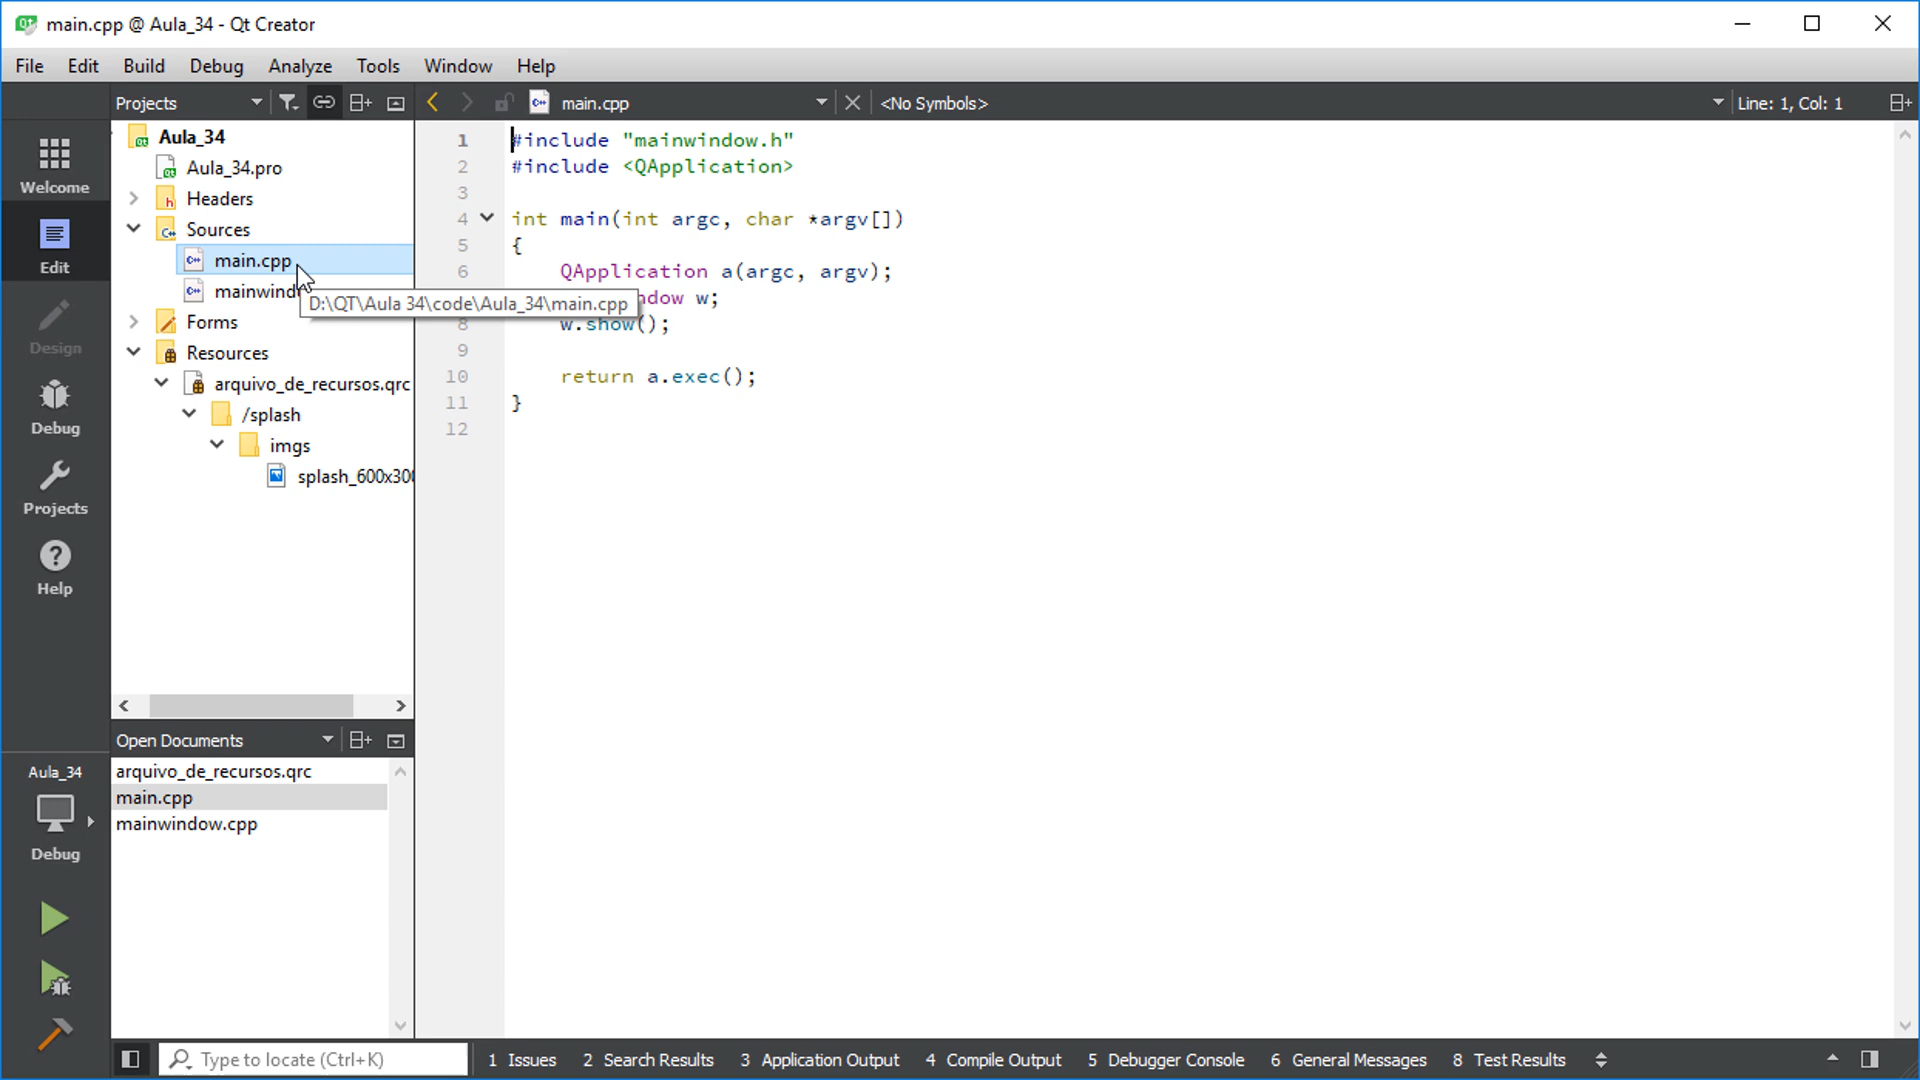 main.cpp @ Aula_34 - Qt Creator
File Edit Build Debug Analyze Tools Window Help
Projects
main.cpp
<No Symbols>
Line: 1, Col: 1
Welcome
Edit
Design
Debug
Projects
Help
Aula_34
Debug
Aula_34
Aula_34.pro
Headers
Sources
main.cpp
mainwind
D:\QT\Aula 34\code\Aula_34\main.cpp
Forms
Resources
arquivo_de_recursos.qrc
/splash
imgs
splash_600x300
Open Documents
arquivo_de_recursos.qrc
main.cpp
mainwindow.cpp
1 #include "mainwindow.h"
2 #include <QApplication>
3
4 int main(int argc, char *argv[])
5 {
6 QApplication a(argc, argv);
ndow w;
8 w.show();
9
10 return a.exec();
11 }
12
Type to locate (Ctrl+K)
1 Issues 2 Search Results 3 Application Output 4 Compile Output 5 Debugger Console 6 General Messages 8 Test Results